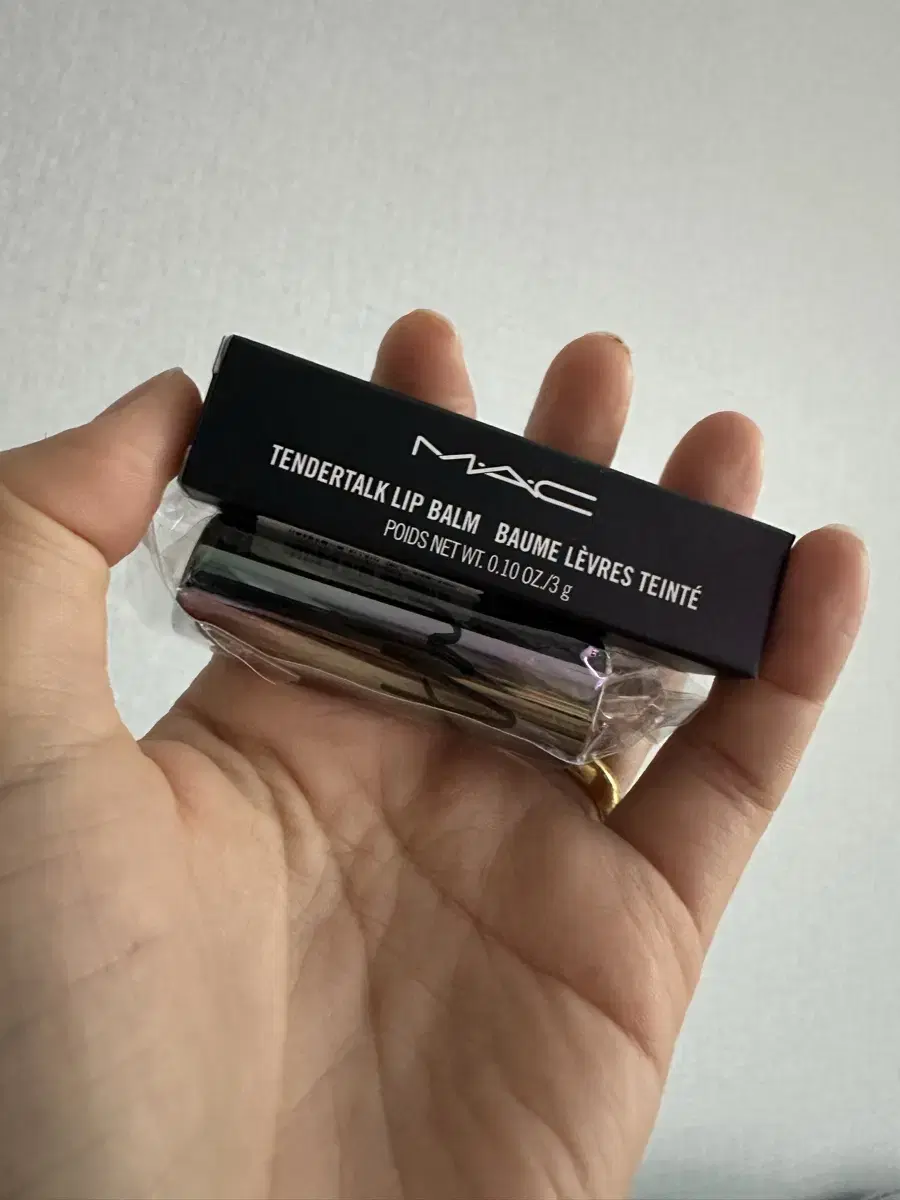 M·A·C
TENDERTALK LIP BALM BAUME LÈVRES TEINTÉ
POIDS NET WT. 0.10 OZ./3 g